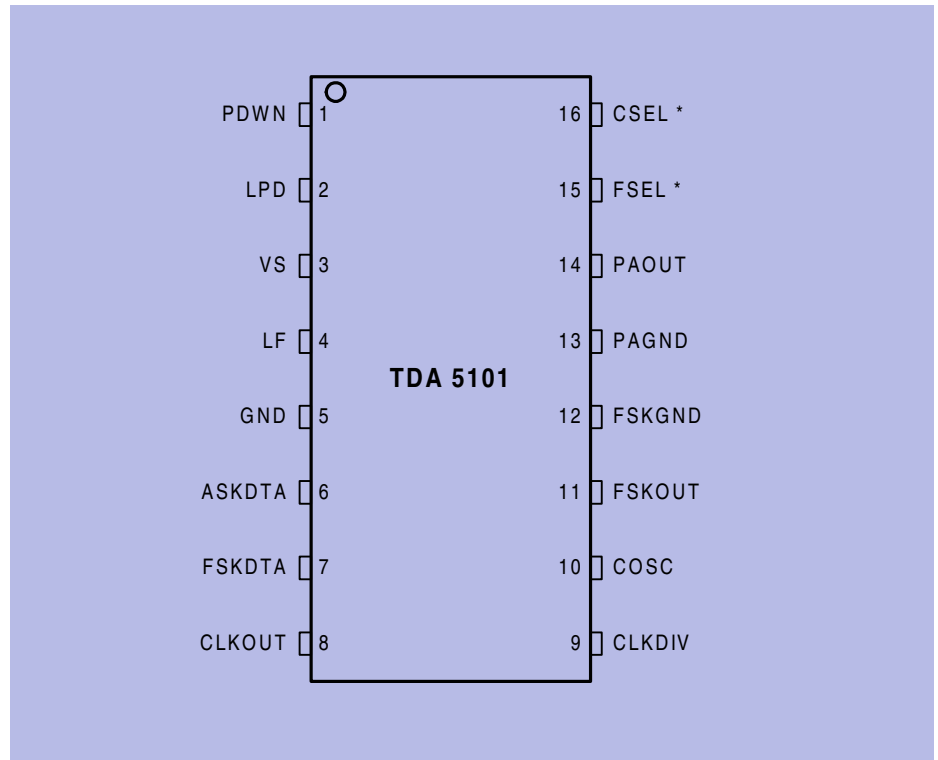 PDWN 1 16 CSEL *
LPD 2 15 FSEL *
VS 3 14 PAOUT
LF 4 13 PAGND
TDA 5101
GND 5 12 FSKGND
ASKDTA 6 11 FSKOUT
FSKDTA 7 10 COSC
CLKOUT 8 9 CLKDIV